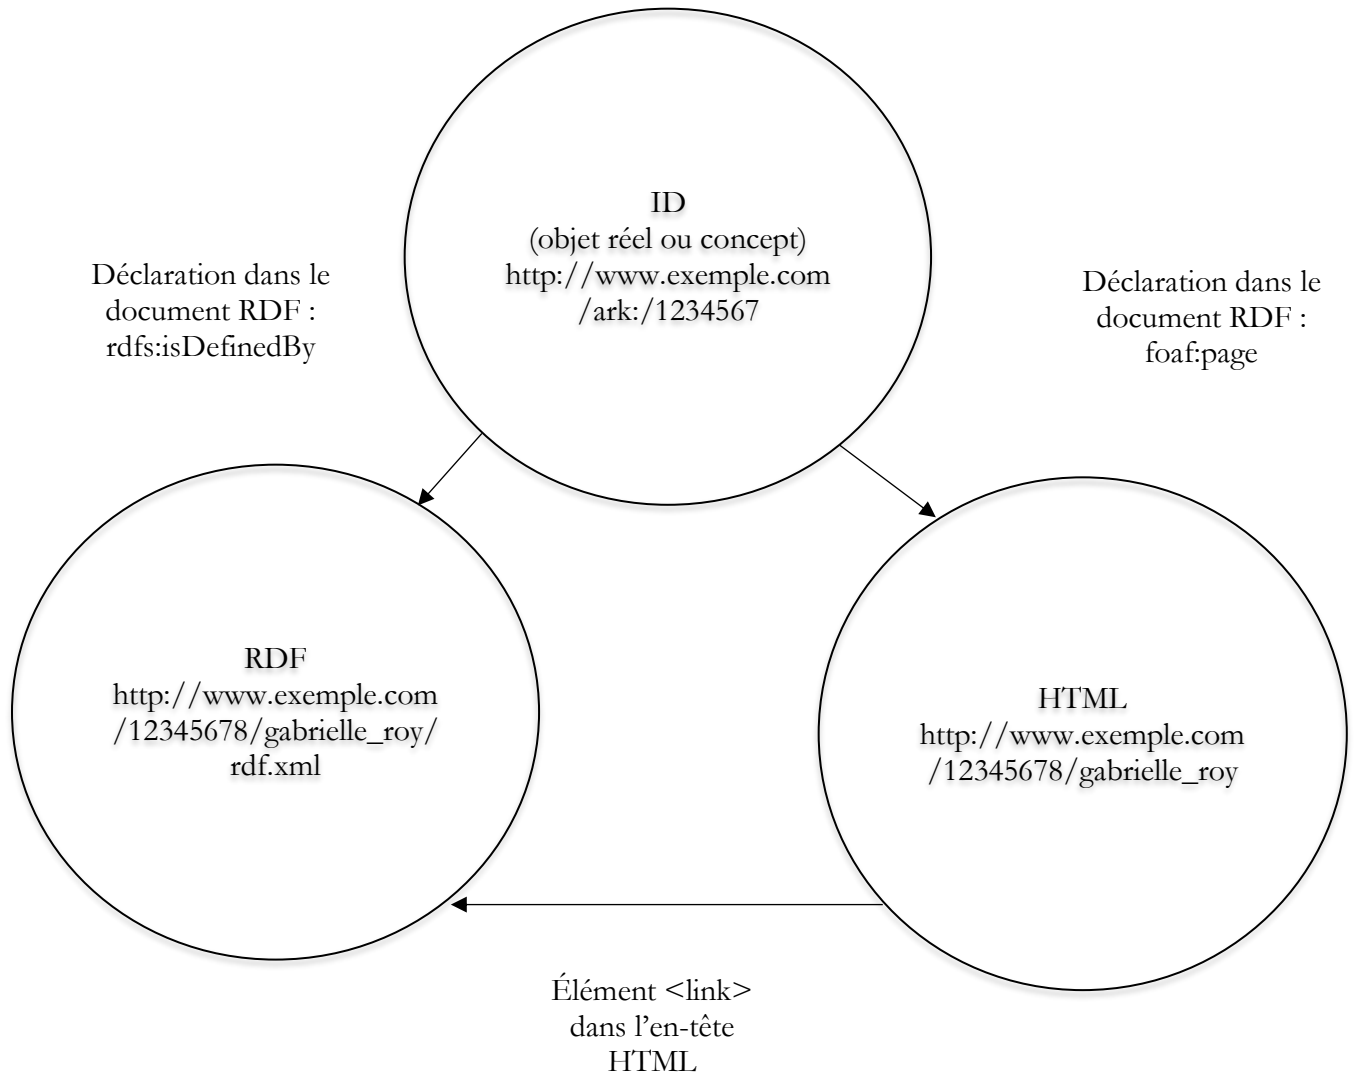 ID
(objet réel ou concept)
http://www.exemple.com
/ark:/1234567
Déclaration dans le
document RDF :
rdfs:isDefinedBy
Déclaration dans le
document RDF :
foaf:page
RDF
http://www.exemple.com
/12345678/gabrielle_roy/
rdf.xml
HTML
http://www.exemple.com
/12345678/gabrielle_roy
Élément <link>
dans l’en-tête
HTML